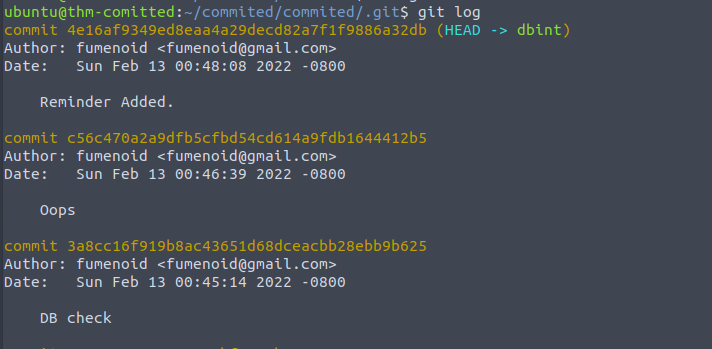 ubuntu@thm-comitted:~/commited/commited/.git$ git log
commit 4e16af9349ed8eaa4a29decd82a7f1f9886a32db (HEAD -> dbint)
Author: fumenoid <fumenoid@gmail.com>
Date:   Sun Feb 13 00:48:08 2022 -0800
    Reminder Added.
commit c56c470a2a9dfb5cfbd54cd614a9fdb1644412b5
Author: fumenoid <fumenoid@gmail.com>
Date:   Sun Feb 13 00:46:39 2022 -0800
    Oops
commit 3a8cc16f919b8ac43651d68dceacbb28ebb9b625
Author: fumenoid <fumenoid@gmail.com>
Date:   Sun Feb 13 00:45:14 2022 -0800
    DB check